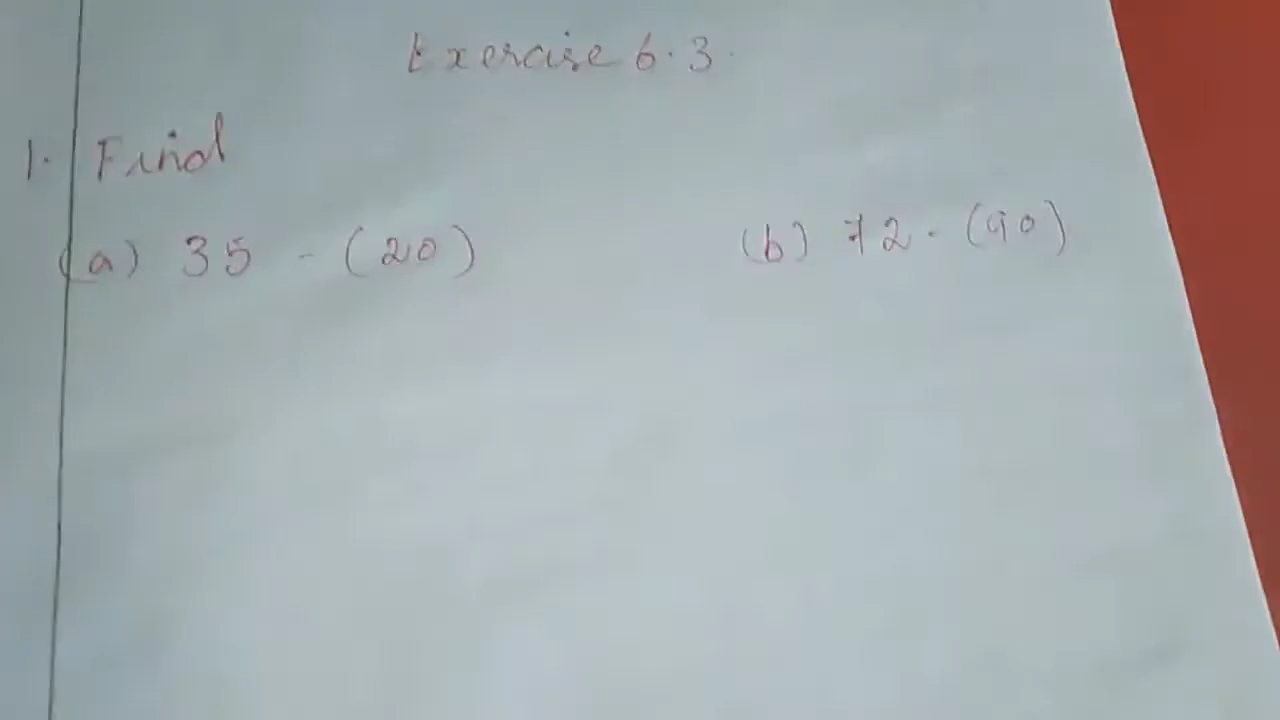 Exercise 6.3.
1. Find
(a) 35 - (20)
(b) 72 - (90)